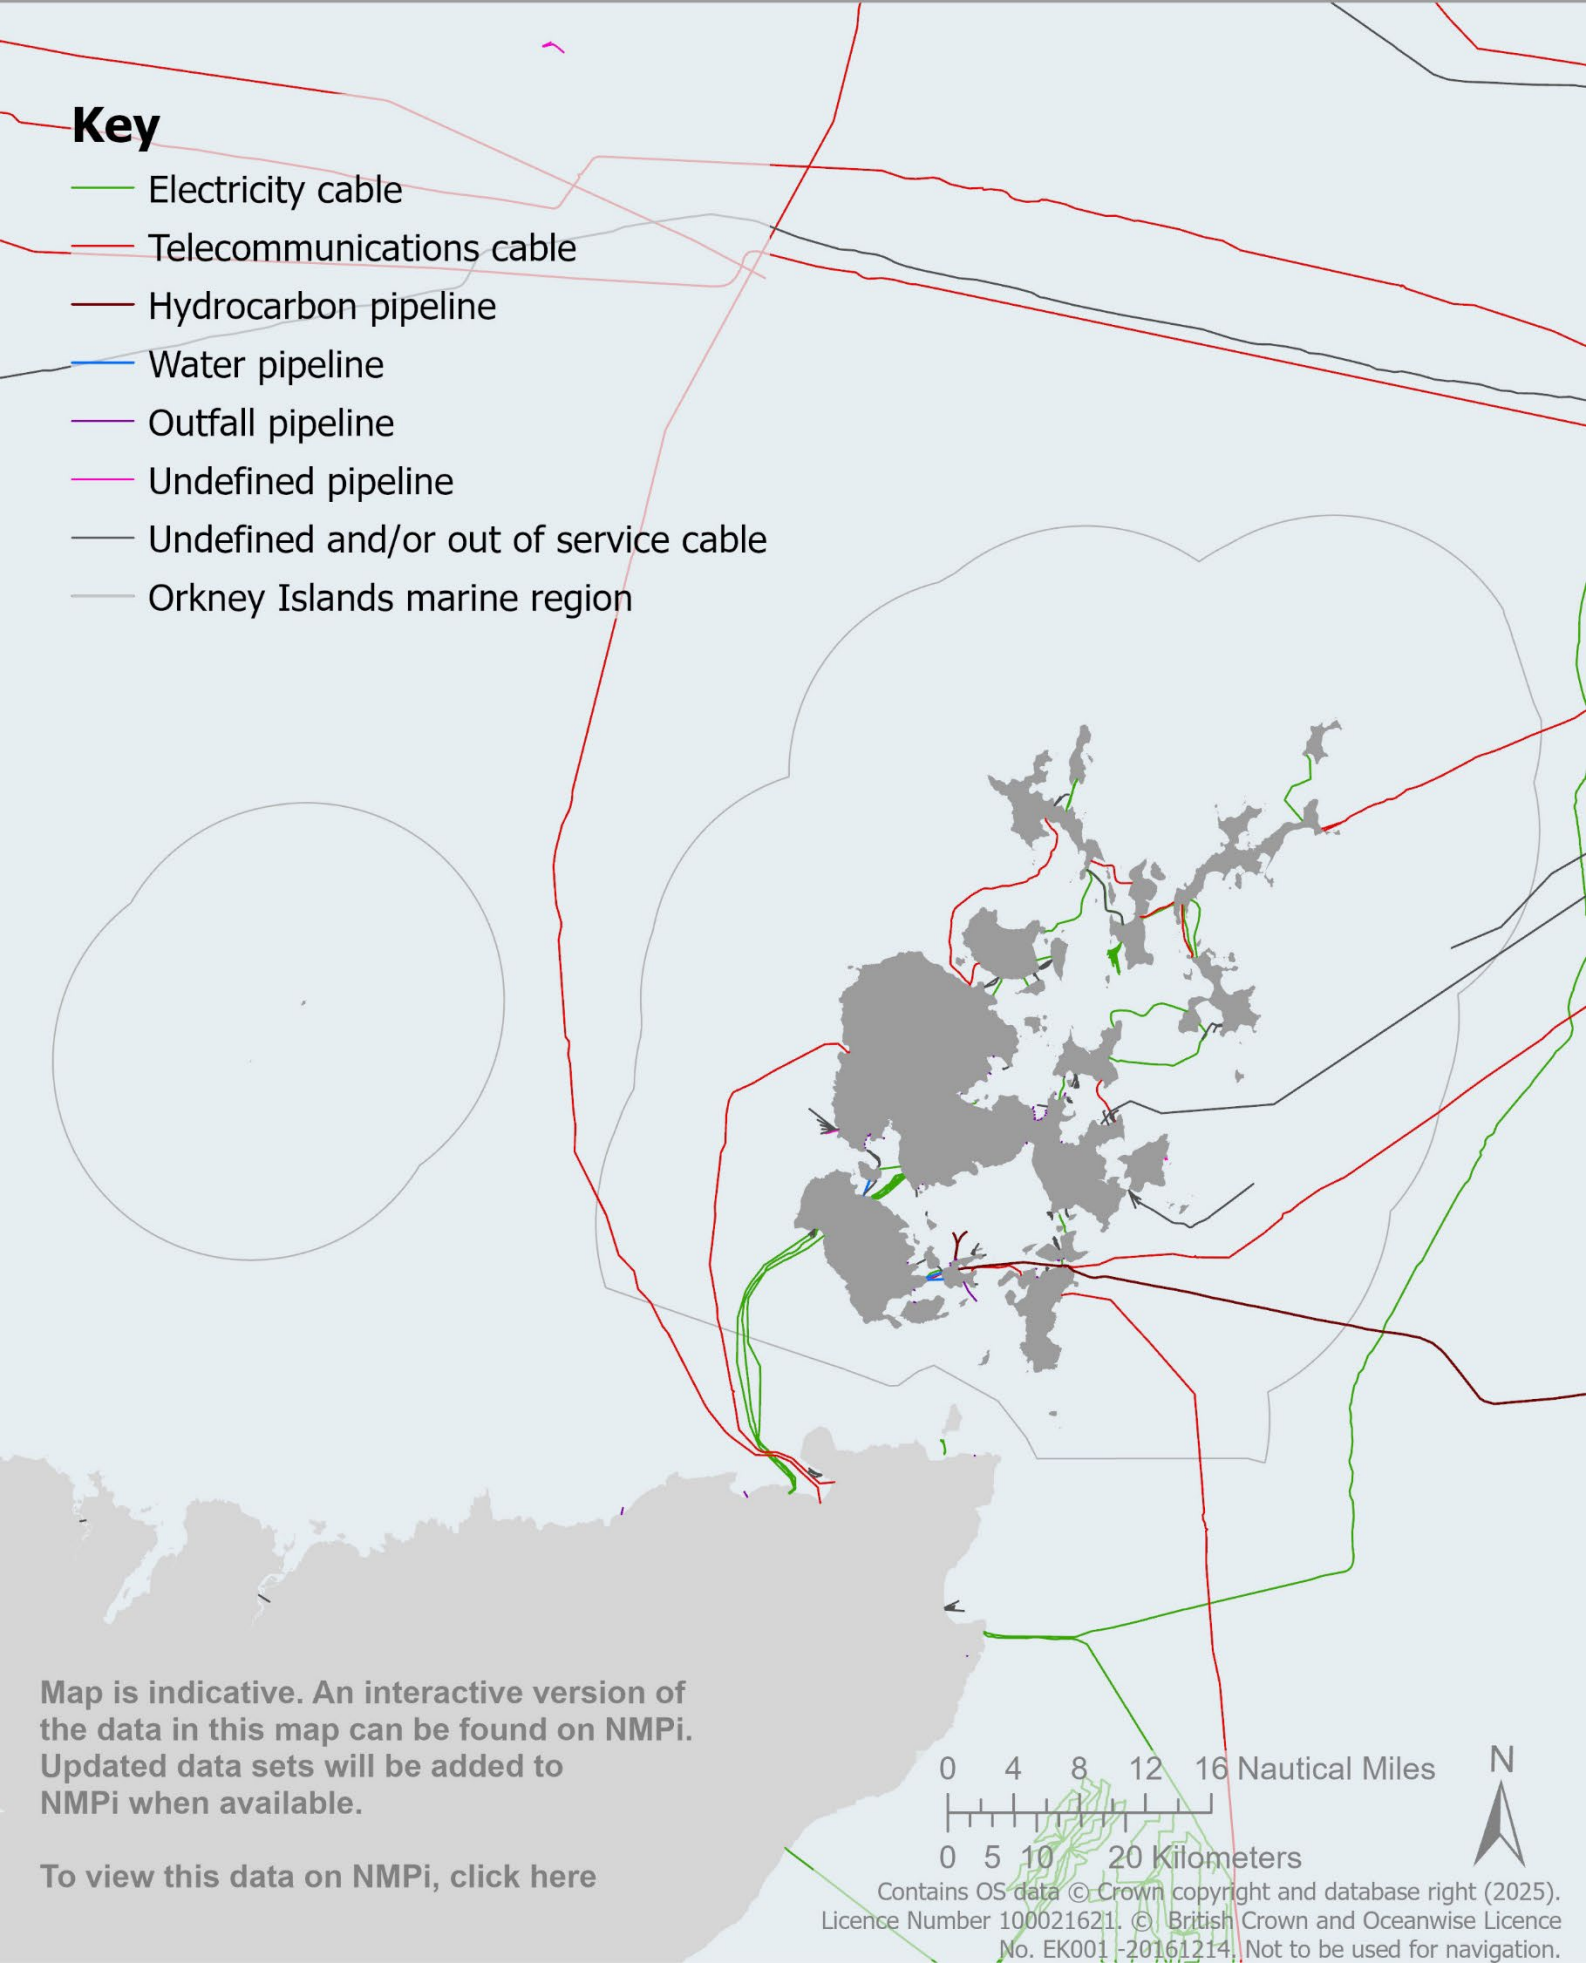 Key
Electricity cable
Telecommunications cable
Hydrocarbon pipeline
Water pipeline
Outfall pipeline
Undefined pipeline
Undefined and/or out of service cable
Orkney Islands marine region
Map is indicative. An interactive version of
the data in this map can be found on NMPi.
Updated data sets will be added to
NMPi when available.
To view this data on NMPi, click here
N
0 4 8 12 16 Nautical Miles
0 5 10 20 Kilometers
Contains OS data © Crown copyright and database right (2025).
Licence Number 100021621. © British Crown and Oceanwise Licence
No. EK001 -20161214. Not to be used for navigation.